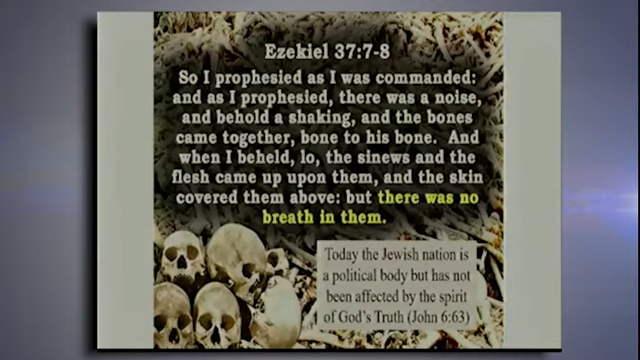 Ezekiel 37:7-8
So I prophesied as I was commanded:
and as I prophesied, there was a noise,
and behold a shaking, and the bones
came together, bone to his bone. And
when I beheld, lo, the sinews and the
flesh came up upon them, and the skin
covered them above: but there was no
breath in them.
Today the Jewish nation is
a political body but has not
been affected by the spirit
of God's Truth (John 6:63)